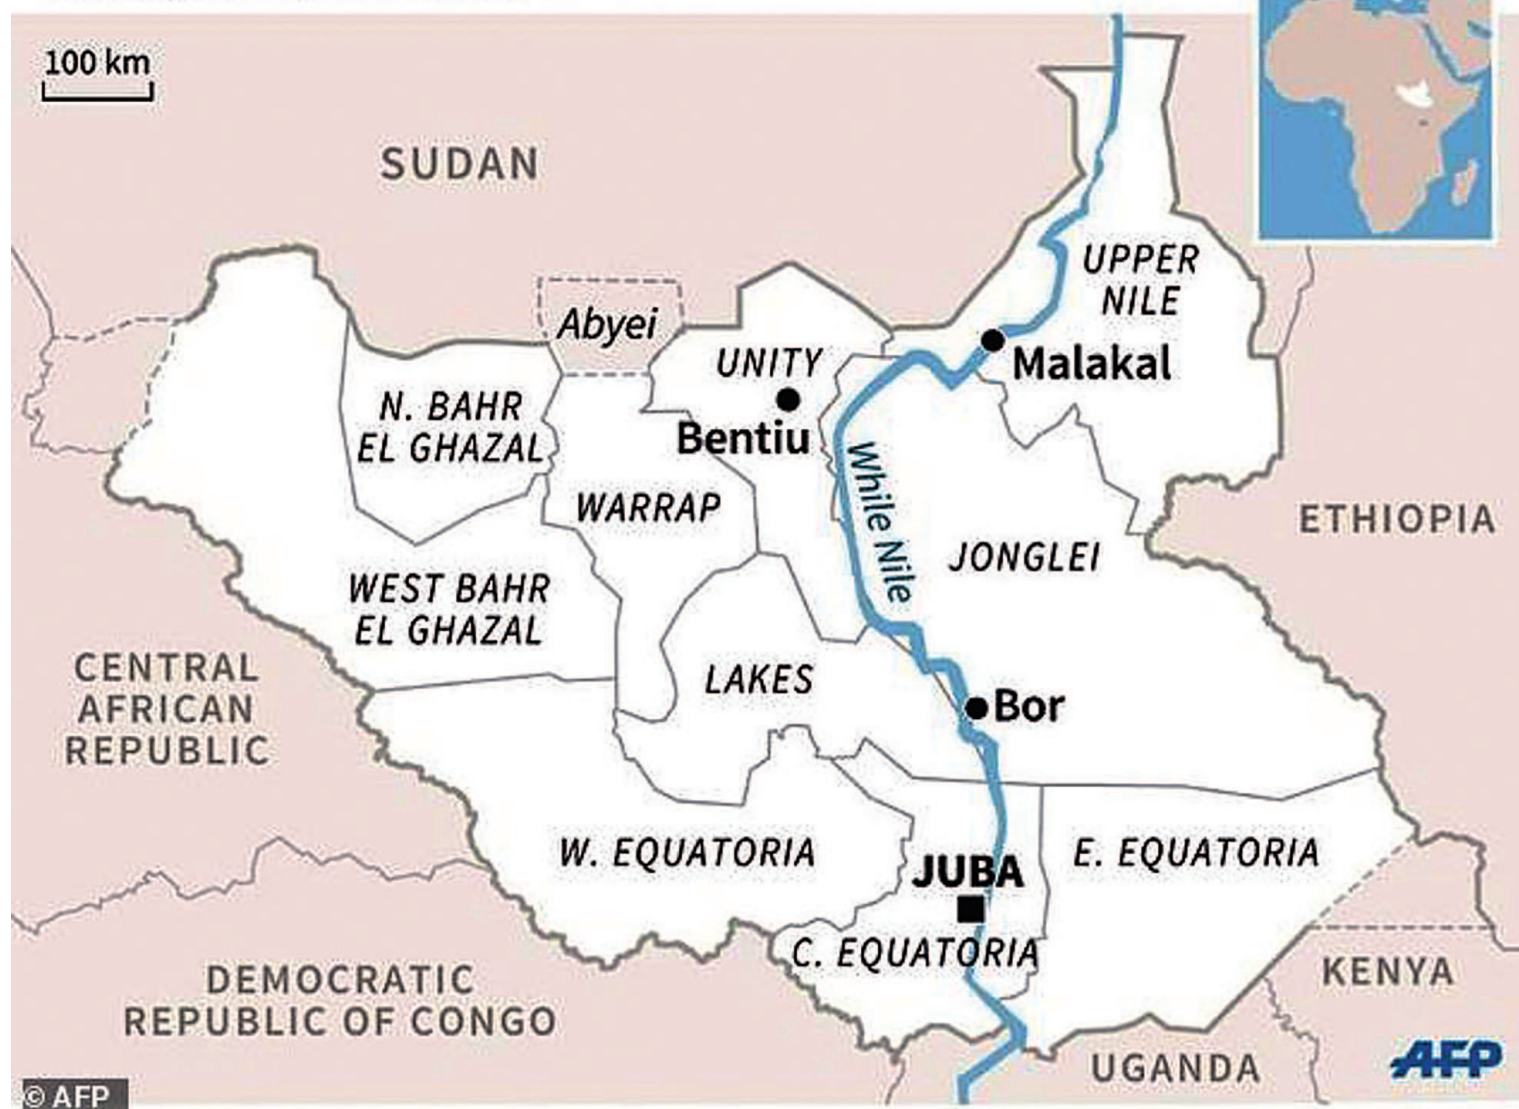 100 km
SUDAN
UPPER
NILE
Abyei
UNITY
Malakal
N. BAHR
EL GHAZAL
Bentiu
While Nile
WARRAP
ETHIOPIA
JONGLEI
WEST BAHR
EL GHAZAL
CENTRAL
AFRICAN
REPUBLIC
LAKES
Bor
W. EQUATORIA
JUBA
E. EQUATORIA
C. EQUATORIA
KENYA
DEMOCRATIC
REPUBLIC OF CONGO
UGANDA
AFP
© AFP